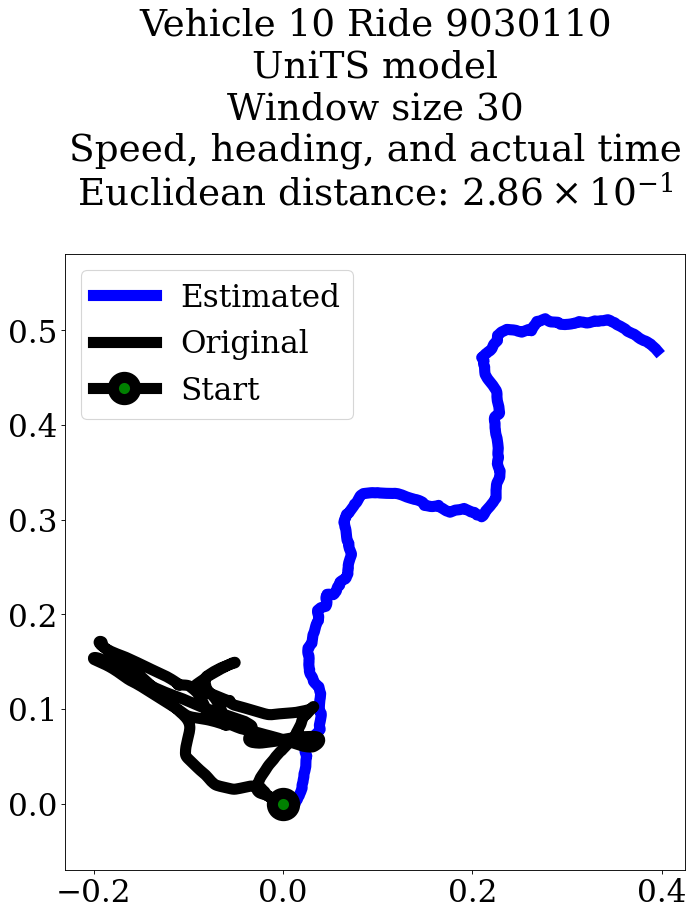 Vehicle 10 Ride 9030110
UniTS model
Window size 30
Speed, heading, and actual time
Euclidean distance: 2.86 × 10⁻¹
Estimated
Original
Start
0.5
0.4
0.3
0.2
0.1
0.0
−0.2 0.0 0.2 0.4